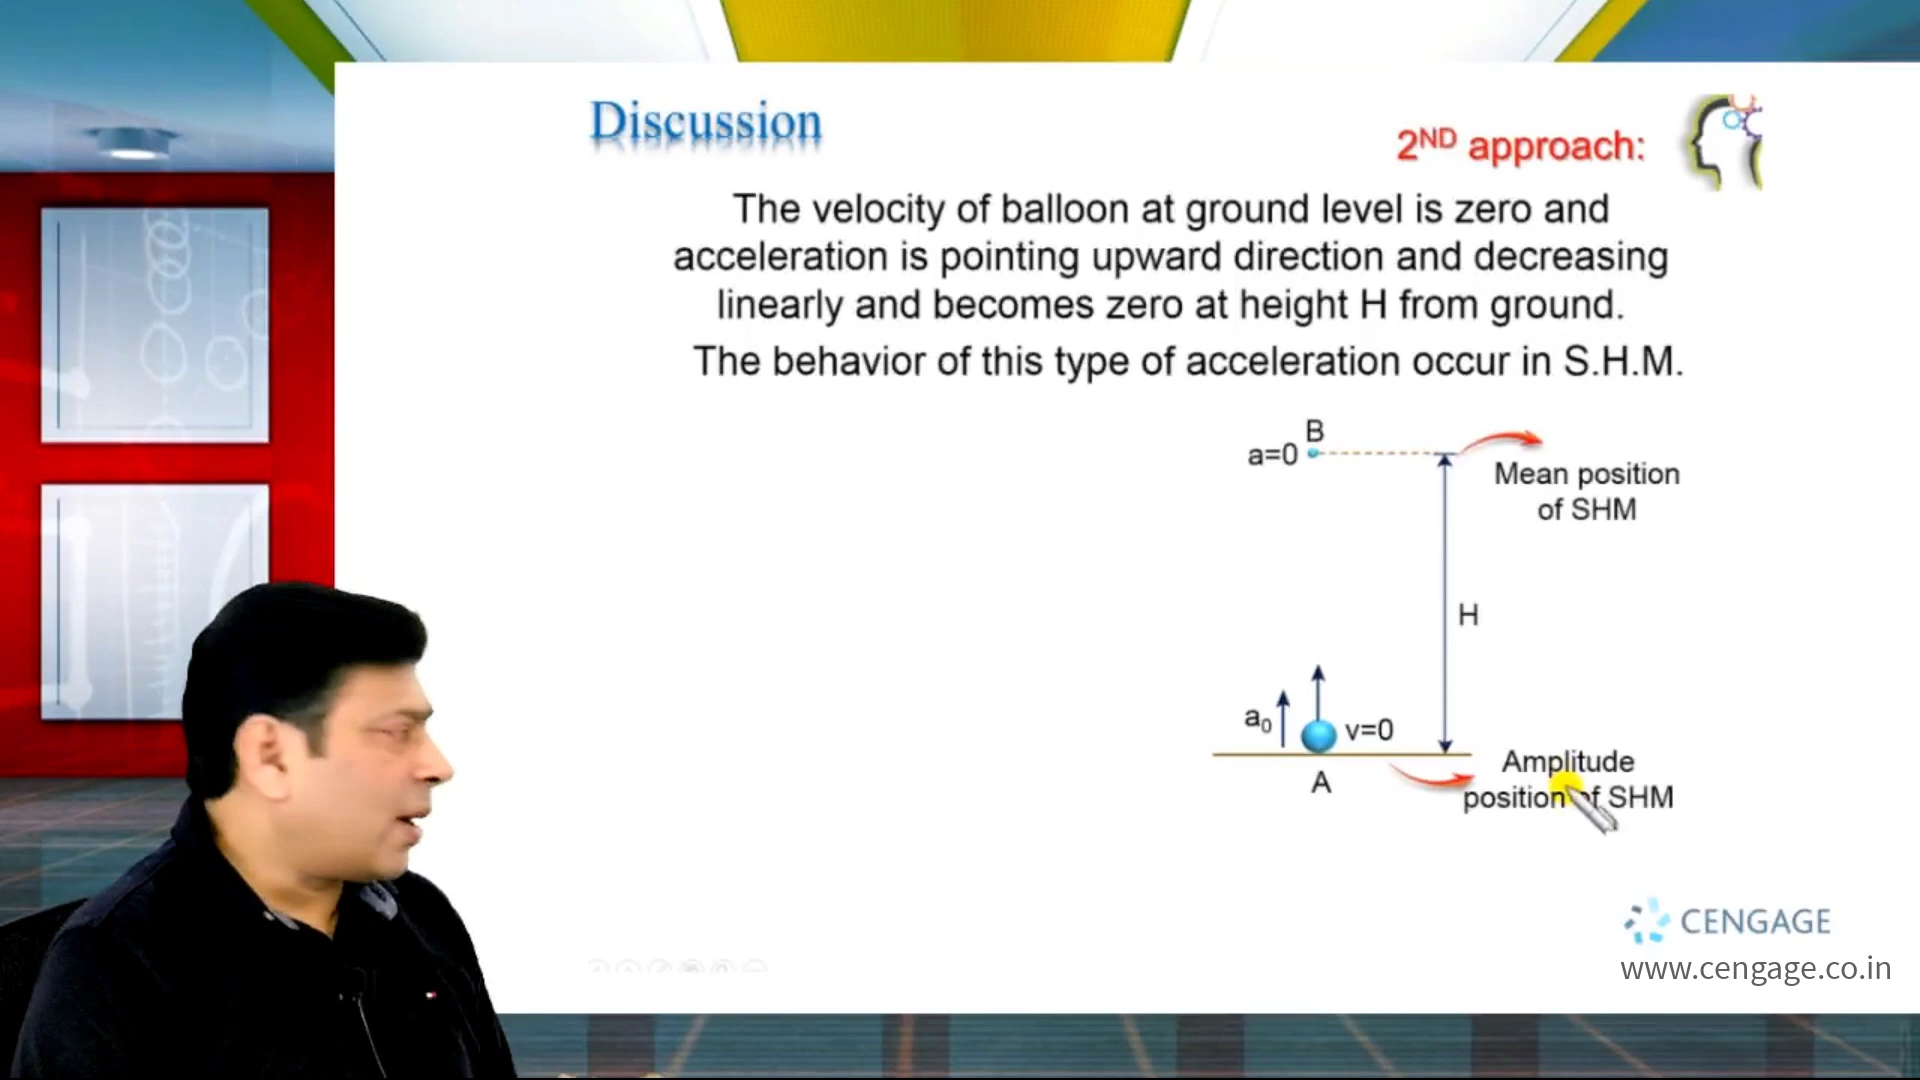 Discussion
2ND approach:
The velocity of balloon at ground level is zero and
acceleration is pointing upward direction and decreasing
linearly and becomes zero at height H from ground.
The behavior of this type of acceleration occur in S.H.M.
B
a=0
Mean position
of SHM
H
a0
v=0
A
Amplitude
position of SHM
CENGAGE
www.cengage.co.in